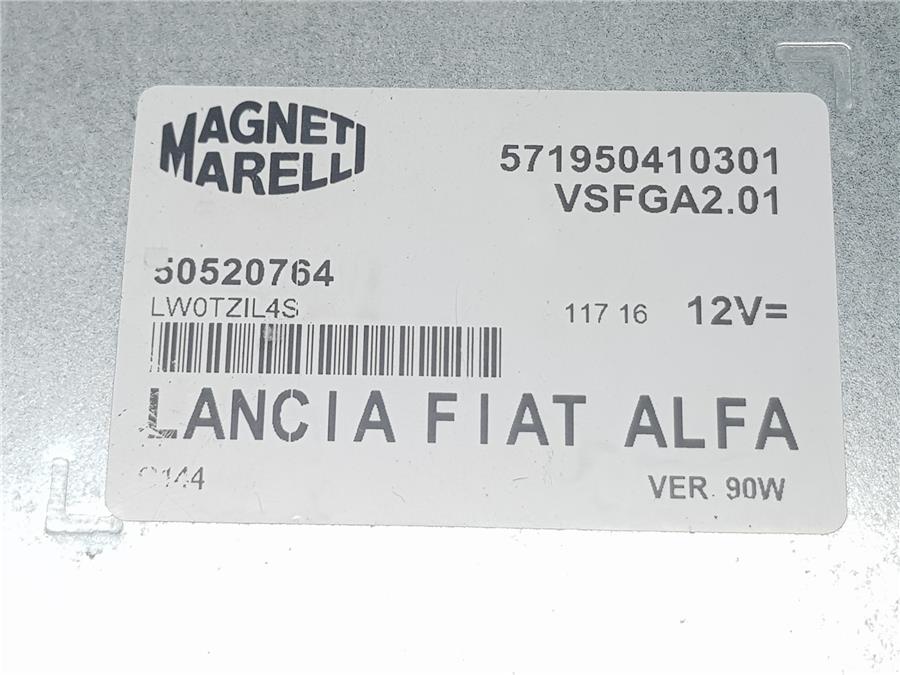 MAGNETI
MARELLI
571950410301
VSFGA2.01
50520764
LW0TZIL4S
117 16
12V=
LANCIA FIAT ALFA
VER. 90W